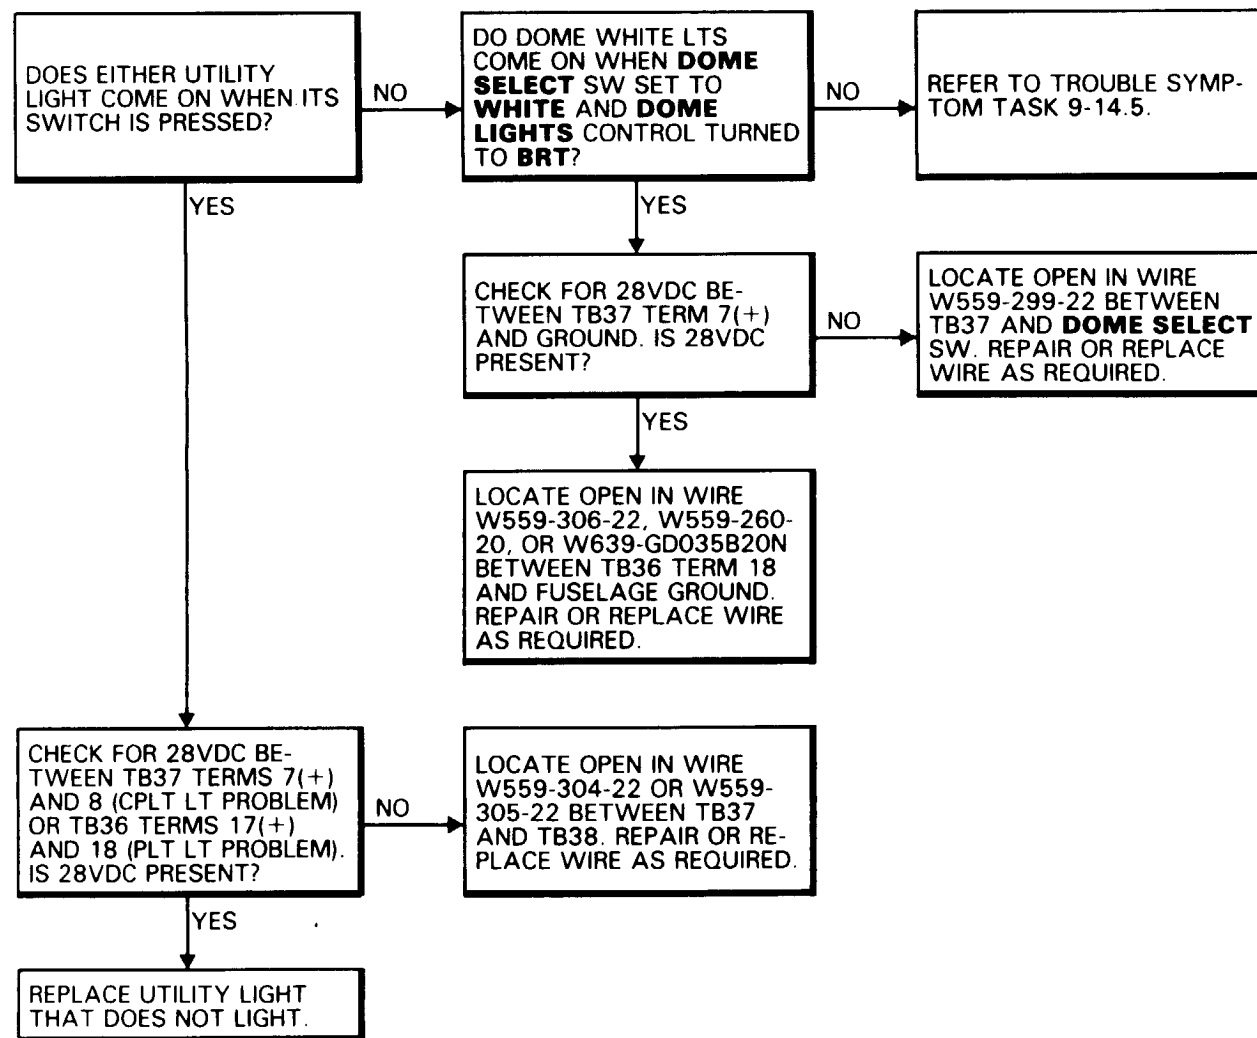 DOES EITHER UTILITY
LIGHT COME ON WHEN ITS
SWITCH IS PRESSED?
NO
DO DOME WHITE LTS
COME ON WHEN DOME
SELECT SW SET TO
WHITE AND DOME
LIGHTS CONTROL TURNED
TO BRT?
NO
REFER TO TROUBLE SYMP-
TOM TASK 9-14.5.
YES
YES
CHECK FOR 28VDC BE-
TWEEN TB37 TERM 7(+)
AND GROUND. IS 28VDC
PRESENT?
NO
LOCATE OPEN IN WIRE
W559-299-22 BETWEEN
TB37 AND DOME SELECT
SW. REPAIR OR REPLACE
WIRE AS REQUIRED.
YES
LOCATE OPEN IN WIRE
W559-306-22, W559-260-
20, OR W639-GD035B20N
BETWEEN TB36 TERM 18
AND FUSELAGE GROUND.
REPAIR OR REPLACE WIRE
AS REQUIRED.
CHECK FOR 28VDC BE-
TWEEN TB37 TERMS 7(+)
AND 8 (CPLT LT PROBLEM)
OR TB36 TERMS 17(+)
AND 18 (PLT LT PROBLEM).
IS 28VDC PRESENT?
NO
LOCATE OPEN IN WIRE
W559-304-22 OR W559-
305-22 BETWEEN TB37
AND TB38. REPAIR OR RE-
PLACE WIRE AS REQUIRED.
YES
REPLACE UTILITY LIGHT
THAT DOES NOT LIGHT.